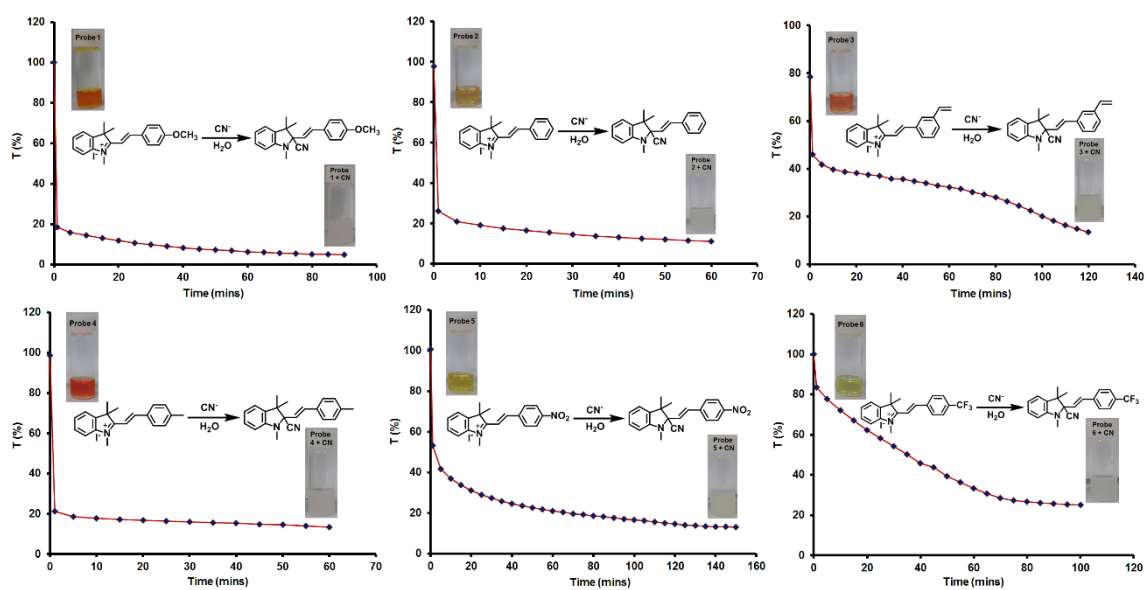 120
100
80
60
40
20
0
T (%)
0
20
40
60
80
100
Time (mins)
Probe 1
OCH3
N
+
I-
CN-
H2O
N
CN
OCH3
Probe
1 + CN
120
100
80
60
40
20
0
T (%)
0
10
20
30
40
50
60
70
Time (mins)
Probe 2
N
+
I-
CN-
H2O
N
CN
Probe
2 + CN
100
80
60
40
20
0
T (%)
0
20
40
60
80
100
120
140
Time (mins)
Probe 3
N
+
I-
CN-
H2O
N
CN
Probe
3 + CN
120
100
80
60
40
20
0
T (%)
0
10
20
30
40
50
60
70
Time (mins)
Probe 4
N
+
I-
CN-
H2O
N
CN
Probe
4 + CN
120
100
80
60
40
20
0
T (%)
0
20
40
60
80
100
120
140
160
Time (mins)
Probe 5
NO2
N
+
I-
CN-
H2O
N
CN
NO2
Probe
5 + CN
120
100
80
60
40
20
0
T (%)
0
20
40
60
80
100
120
Time (mins)
Probe 6
CF3
N
+
I-
CN-
H2O
N
CN
CF3
Probe
6 + CN